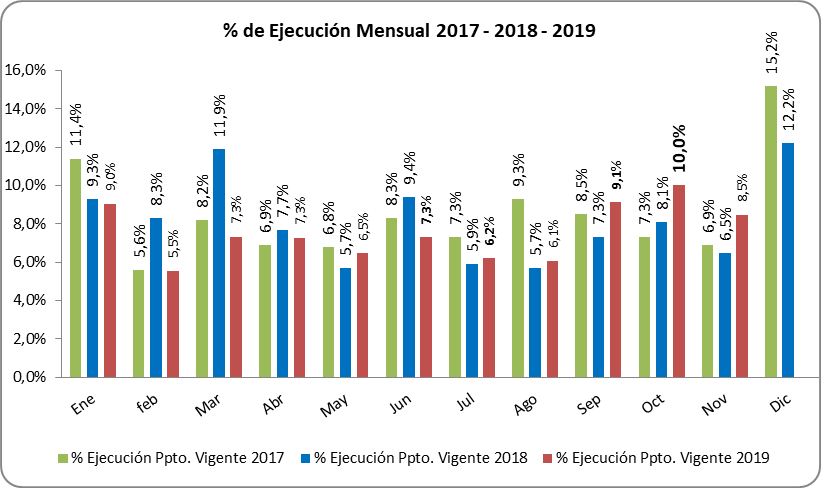 % de Ejecución Mensual 2017 - 2018 - 2019
16,0%
14,0%
12,0%
10,0%
8,0%
6,0%
4,0%
2,0%
0,0%
11,4%
9,3%
9,0%
5,6%
8,3%
5,5%
8,2%
11,9%
7,3%
6,9%
7,7%
7,3%
6,8%
5,7%
6,5%
8,3%
9,4%
7,3%
7,3%
5,9%
6,2%
9,3%
5,7%
6,1%
8,5%
7,3%
9,1%
7,3%
8,1%
10,0%
6,9%
6,5%
8,5%
15,2%
12,2%
Ene
feb
Mar
Abr
May
Jun
Jul
Ago
Sep
Oct
Nov
Dic
% Ejecución Ppto. Vigente 2017
% Ejecución Ppto. Vigente 2018
% Ejecución Ppto. Vigente 2019